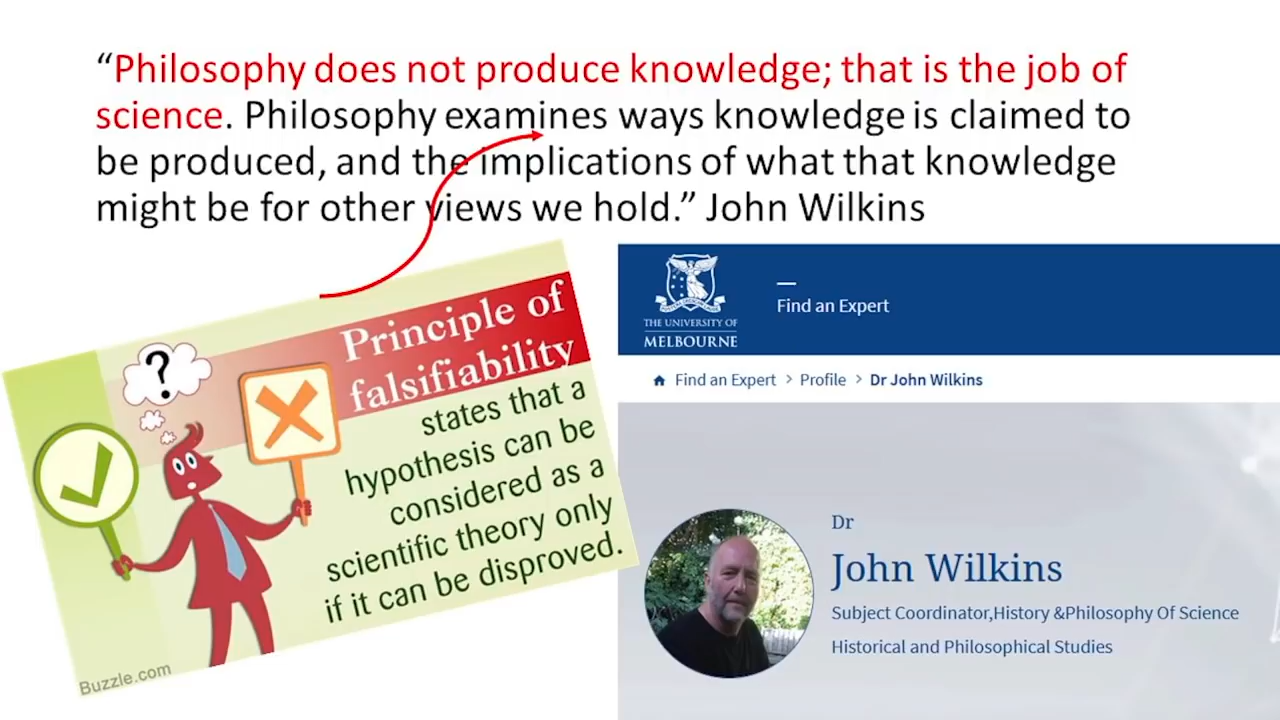 “Philosophy does not produce knowledge; that is the job of
science. Philosophy examines ways knowledge is claimed to
be produced, and the implications of what that knowledge
might be for other views we hold.” John Wilkins
Principle of
falsifiability
states that a
hypothesis can be
considered as a
scientific theory only
if it can be disproved.
?
Buzzle.com
THE UNIVERSITY OF
MELBOURNE
Find an Expert
Find an Expert > Profile > Dr John Wilkins
Dr
John Wilkins
Subject Coordinator,History &Philosophy Of Science
Historical and Philosophical Studies